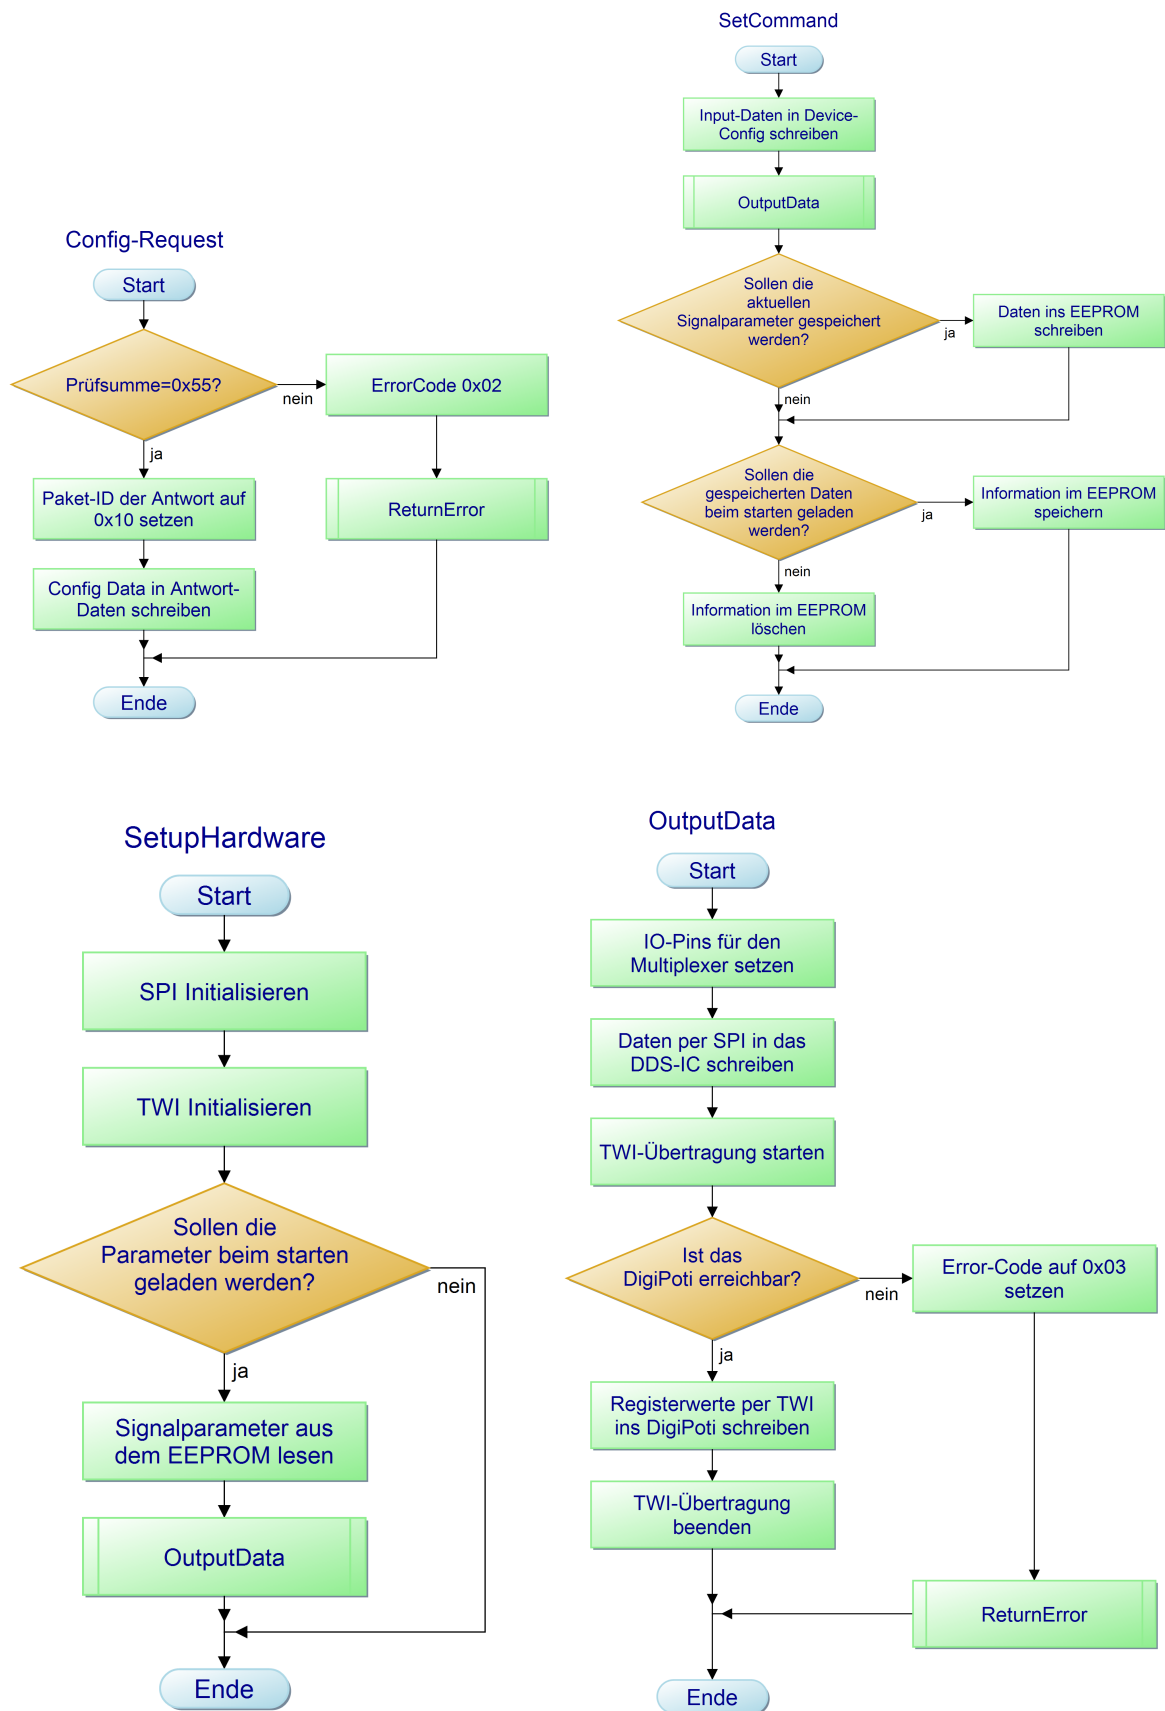 SetCommand
Start
Input-Daten in Device-
Config schreiben
OutputData
Sollen die
aktuellen
Signalparameter gespeichert
werden?
ja
Daten ins EEPROM
schreiben
nein
Sollen die
gespeicherten Daten
beim starten geladen
werden?
ja
Information im EEPROM
speichern
nein
Information im EEPROM
löschen
Ende
Config-Request
Start
Prüfsumme=0x55?
nein
ErrorCode 0x02
ja
Paket-ID der Antwort auf
0x10 setzen
ReturnError
Config Data in Antwort-
Daten schreiben
Ende
SetupHardware
Start
SPI Initialisieren
TWI Initialisieren
Sollen die
Parameter beim starten
geladen werden?
nein
ja
Signalparameter aus
dem EEPROM lesen
OutputData
Ende
OutputData
Start
IO-Pins für den
Multiplexer setzen
Daten per SPI in das
DDS-IC schreiben
TWI-Übertragung starten
Ist das
DigiPoti erreichbar?
nein
Error-Code auf 0x03
setzen
ja
Registerwerte per TWI
ins DigiPoti schreiben
TWI-Übertragung
beenden
ReturnError
Ende